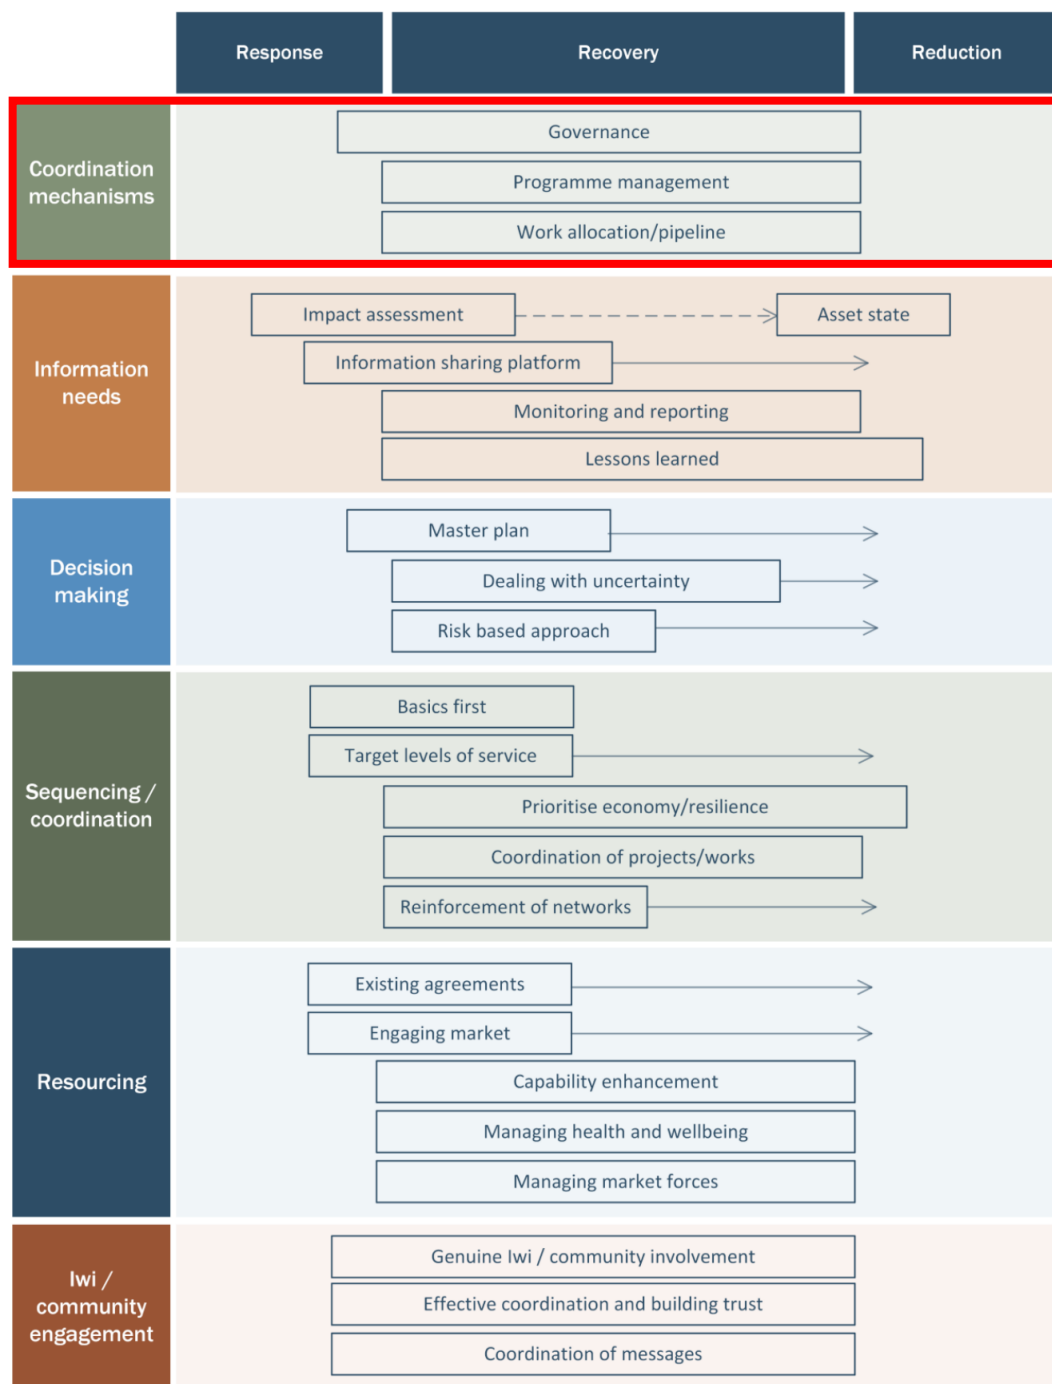 Response
Recovery
Reduction
Coordination
mechanisms
Governance
Programme management
Work allocation/pipeline
Information
needs
Impact assessment
Asset state
Information sharing platform
Monitoring and reporting
Lessons learned
Decision
making
Master plan
Dealing with uncertainty
Risk based approach
Sequencing /
coordination
Basics first
Target levels of service
Prioritise economy/resilience
Coordination of projects/works
Reinforcement of networks
Resourcing
Existing agreements
Engaging market
Capability enhancement
Managing health and wellbeing
Managing market forces
Iwi /
community
engagement
Genuine Iwi / community involvement
Effective coordination and building trust
Coordination of messages